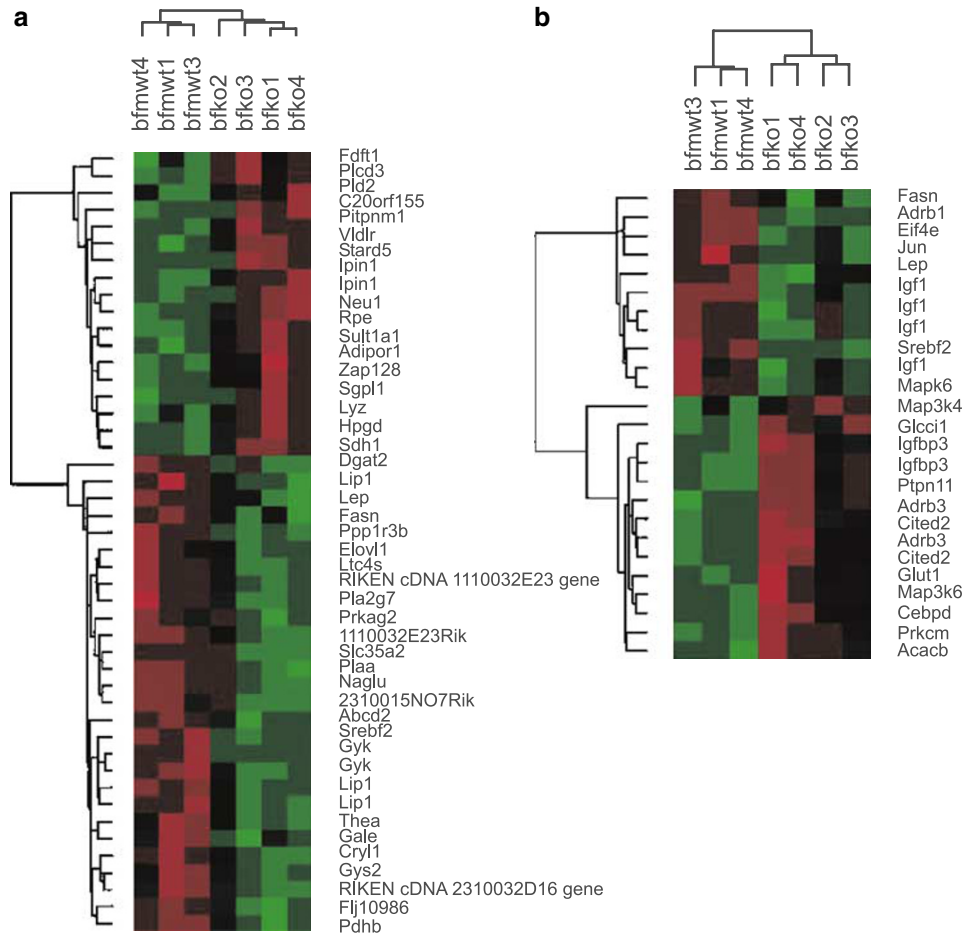 a
bfmwt4
bfmwt1
bfmwt3
bfko2
bfko3
bfko1
bfko4
Fdft1
Plcd3
Pld2
C20orf155
Pitpnm1
Vldlr
Stard5
Ipin1
Ipin1
Neu1
Rpe
Sult1a1
Adipor1
Zap128
Sgpl1
Lyz
Hpgd
Sdh1
Dgat2
Lip1
Lep
Fasn
Ppp1r3b
Elovl1
Ltc4s
RIKEN cDNA 1110032E23 gene
Pla2g7
Prkag2
1110032E23Rik
Slc35a2
Plaa
Naglu
2310015NO7Rik
Abcd2
Srebf2
Gyk
Gyk
Lip1
Lip1
Thea
Gale
Cryl1
Gys2
RIKEN cDNA 2310032D16 gene
Flj10986
Pdhb
b
bfmwt3
bfmwt1
bfmwt4
bfko1
bfko4
bfko2
bfko3
Fasn
Adrb1
Eif4e
Jun
Lep
Igf1
Igf1
Igf1
Srebf2
Igf1
Mapk6
Map3k4
Glcci1
Igfbp3
Igfbp3
Ptpn11
Adrb3
Cited2
Adrb3
Cited2
Glut1
Map3k6
Cebpd
Prkcm
Acacb